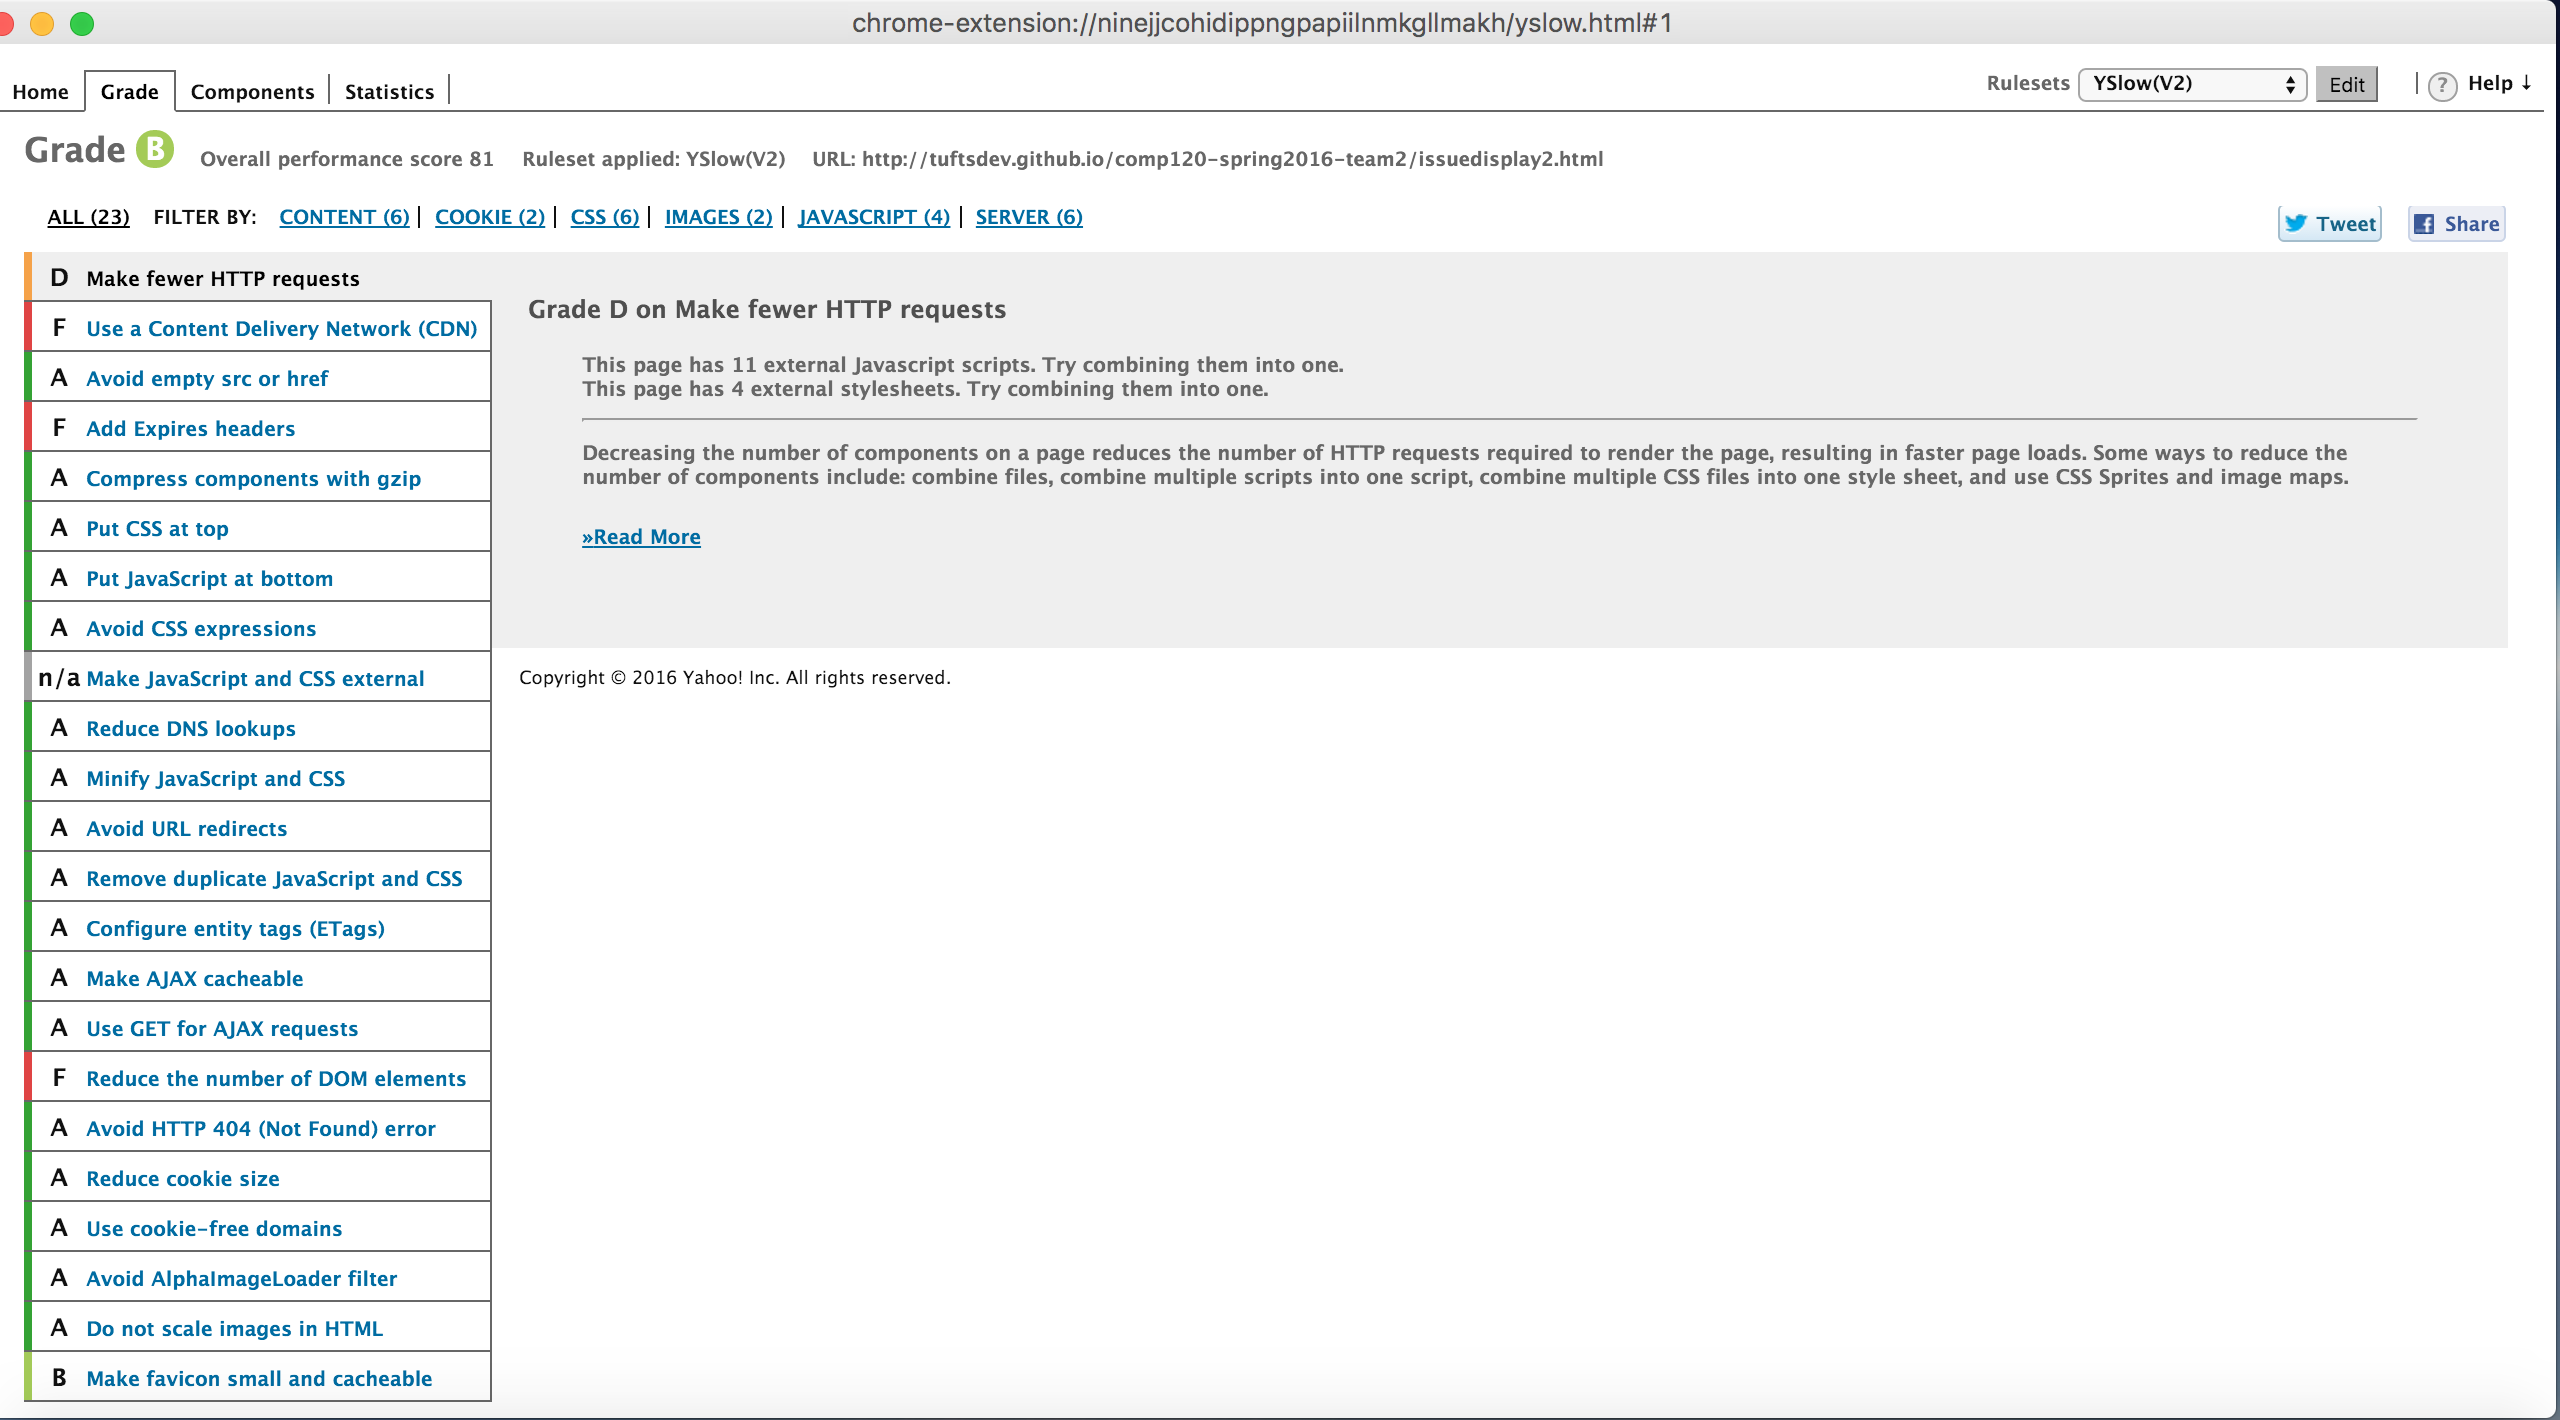 chrome-extension://ninejjcohidippngpapiilnmkgllmakh/yslow.html#1
Home Grade Components Statistics Rulesets YSlow(V2) Edit ? Help ↓
Grade B Overall performance score 81 Ruleset applied: YSlow(V2) URL: http://tuftsdev.github.io/comp120-spring2016-team2/issuedisplay2.html
ALL (23) FILTER BY: CONTENT (6) | COOKIE (2) | CSS (6) | IMAGES (2) | JAVASCRIPT (4) | SERVER (6)
Tweet Share
D Make fewer HTTP requests
F Use a Content Delivery Network (CDN)
A Avoid empty src or href
F Add Expires headers
A Compress components with gzip
A Put CSS at top
A Put JavaScript at bottom
A Avoid CSS expressions
n/a Make JavaScript and CSS external
A Reduce DNS lookups
A Minify JavaScript and CSS
A Avoid URL redirects
A Remove duplicate JavaScript and CSS
A Configure entity tags (ETags)
A Make AJAX cacheable
A Use GET for AJAX requests
F Reduce the number of DOM elements
A Avoid HTTP 404 (Not Found) error
A Reduce cookie size
A Use cookie-free domains
A Avoid AlphaImageLoader filter
A Do not scale images in HTML
B Make favicon small and cacheable
Grade D on Make fewer HTTP requests
This page has 11 external Javascript scripts. Try combining them into one.
This page has 4 external stylesheets. Try combining them into one.
Decreasing the number of components on a page reduces the number of HTTP requests required to render the page, resulting in faster page loads. Some ways to reduce the
number of components include: combine files, combine multiple scripts into one script, combine multiple CSS files into one style sheet, and use CSS Sprites and image maps.
»Read More
Copyright © 2016 Yahoo! Inc. All rights reserved.